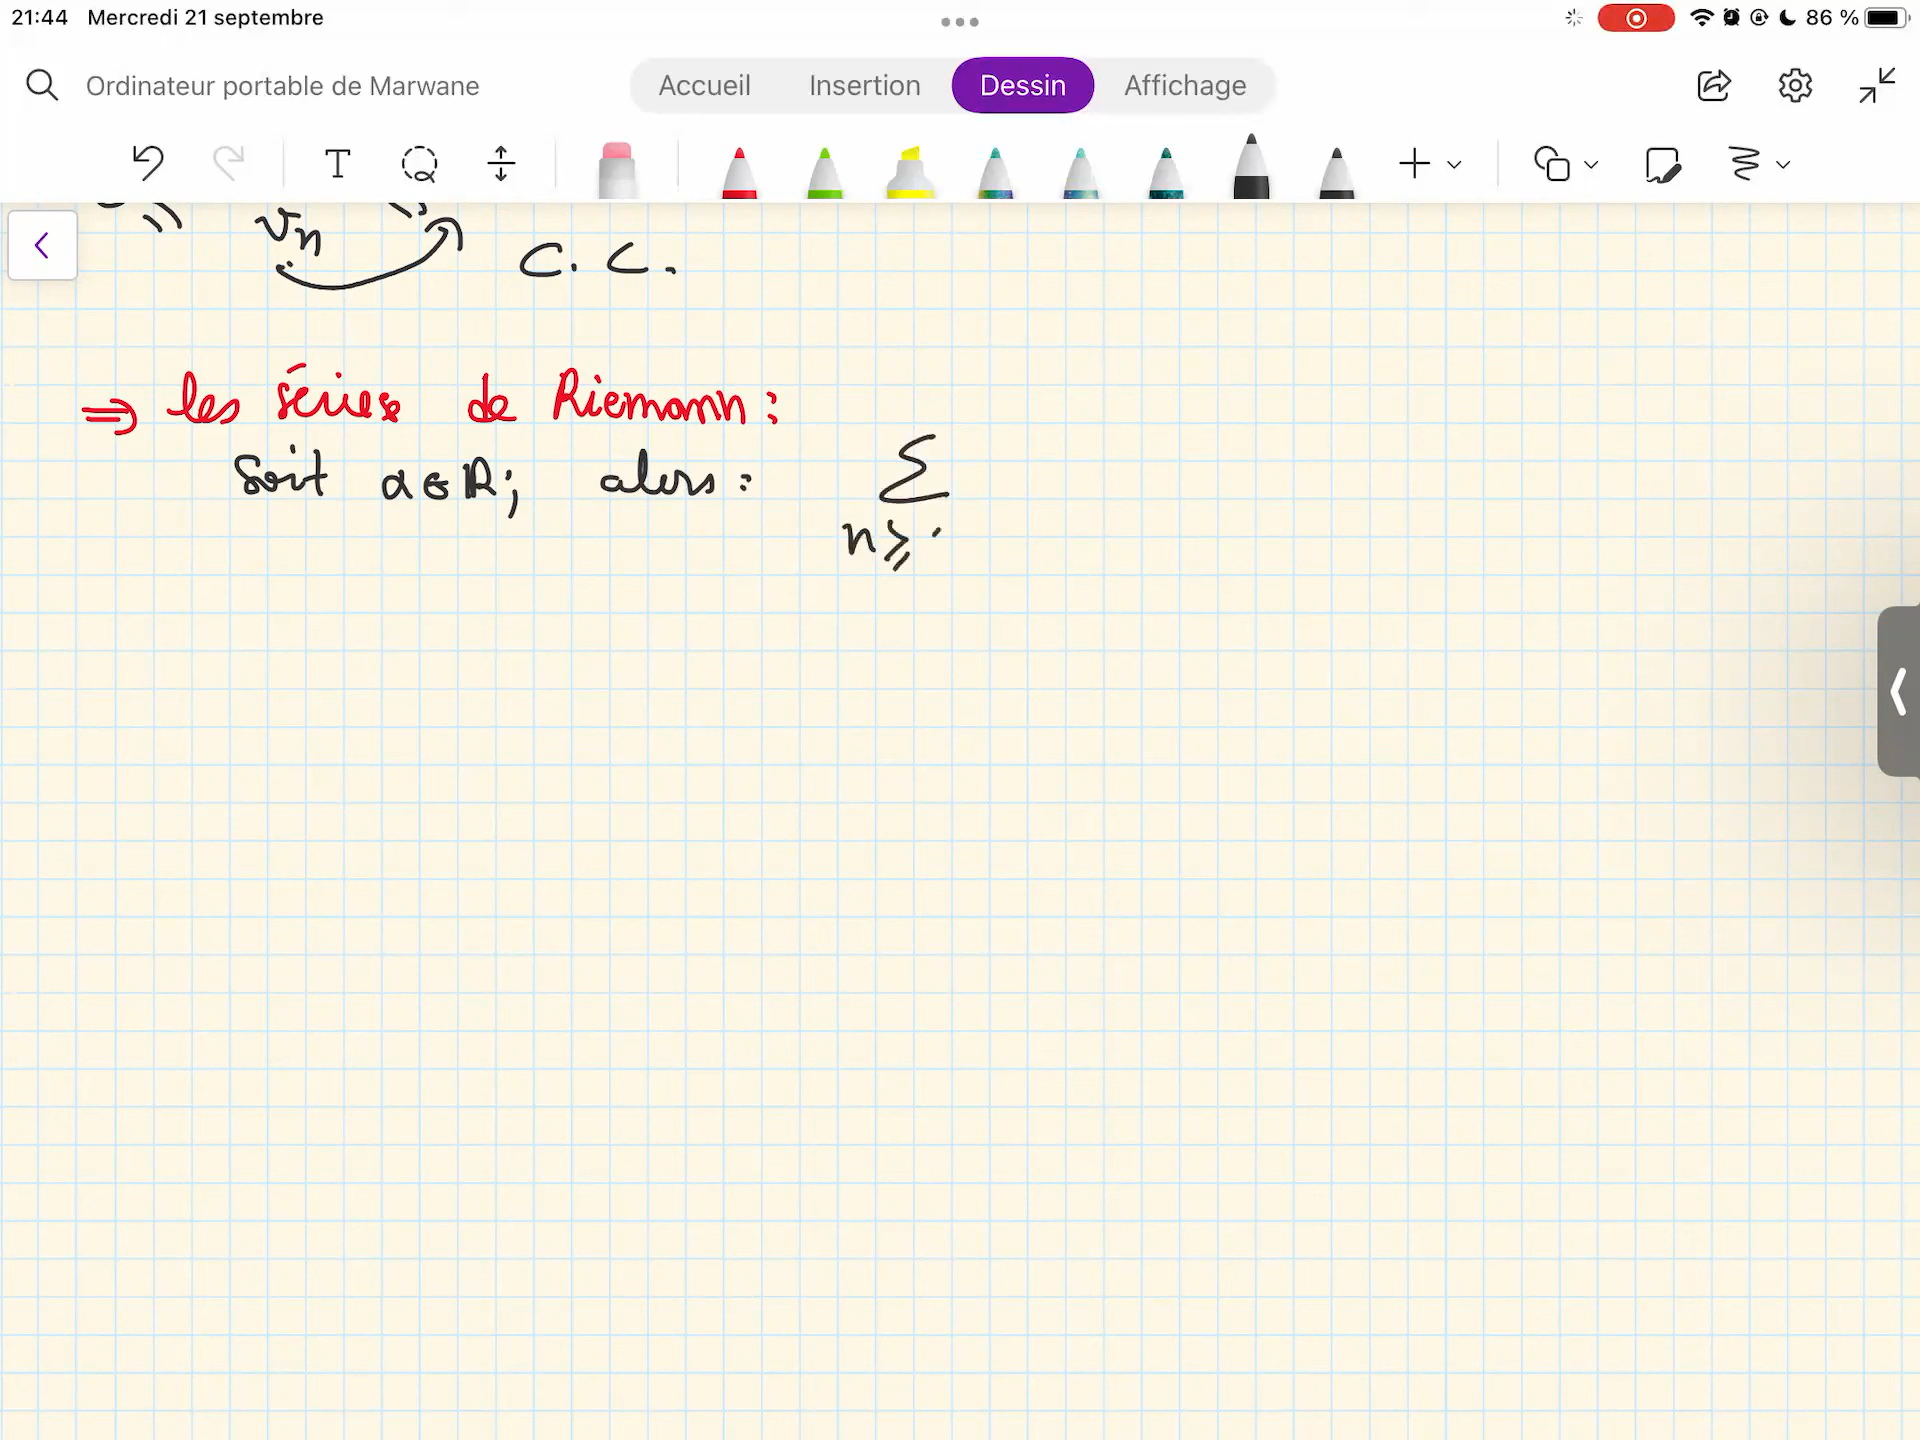 21:44 Mercredi 21 septembre 86 %
Ordinateur portable de Marwane Accueil Insertion Dessin Affichage
T
Vn C. C.
⇒ les séries de Riemann :
Soit α ∈ ℝ ; alors : Σ
n ⩾